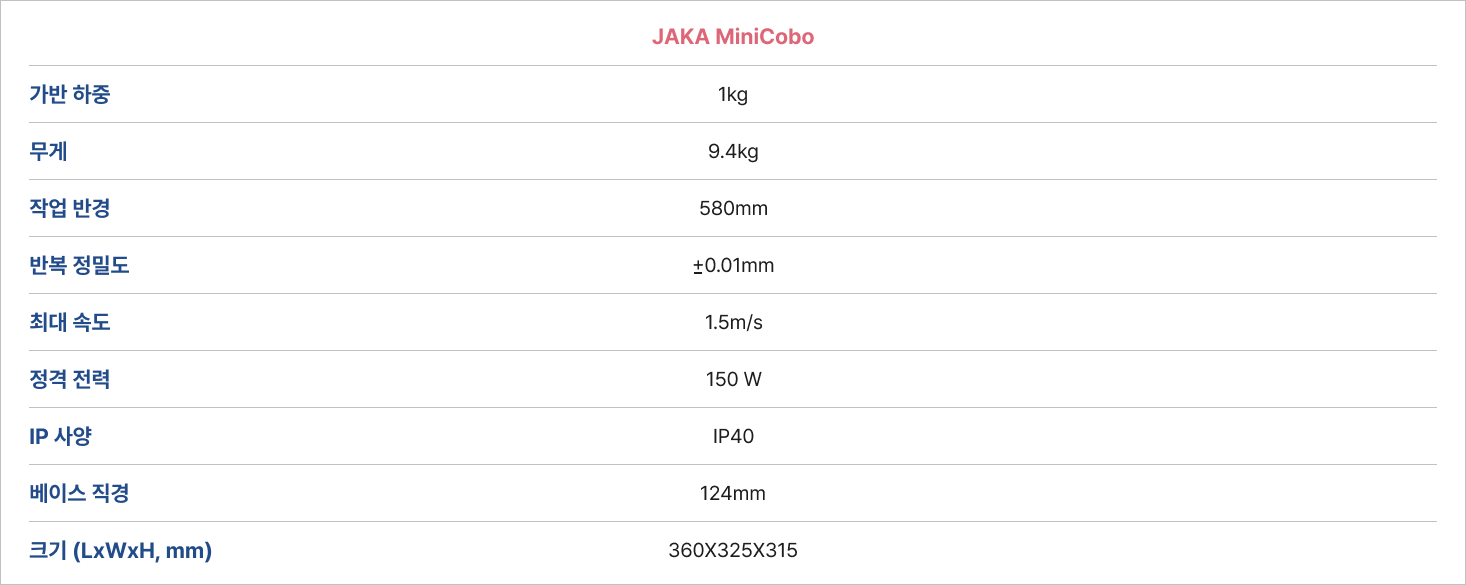 JAKA MiniCobo
가반 하중 1kg
무게 9.4kg
작업 반경 580mm
반복 정밀도 ±0.01mm
최대 속도 1.5m/s
정격 전력 150 W
IP 사양 IP40
베이스 직경 124mm
크기 (LxWxH, mm) 360X325X315